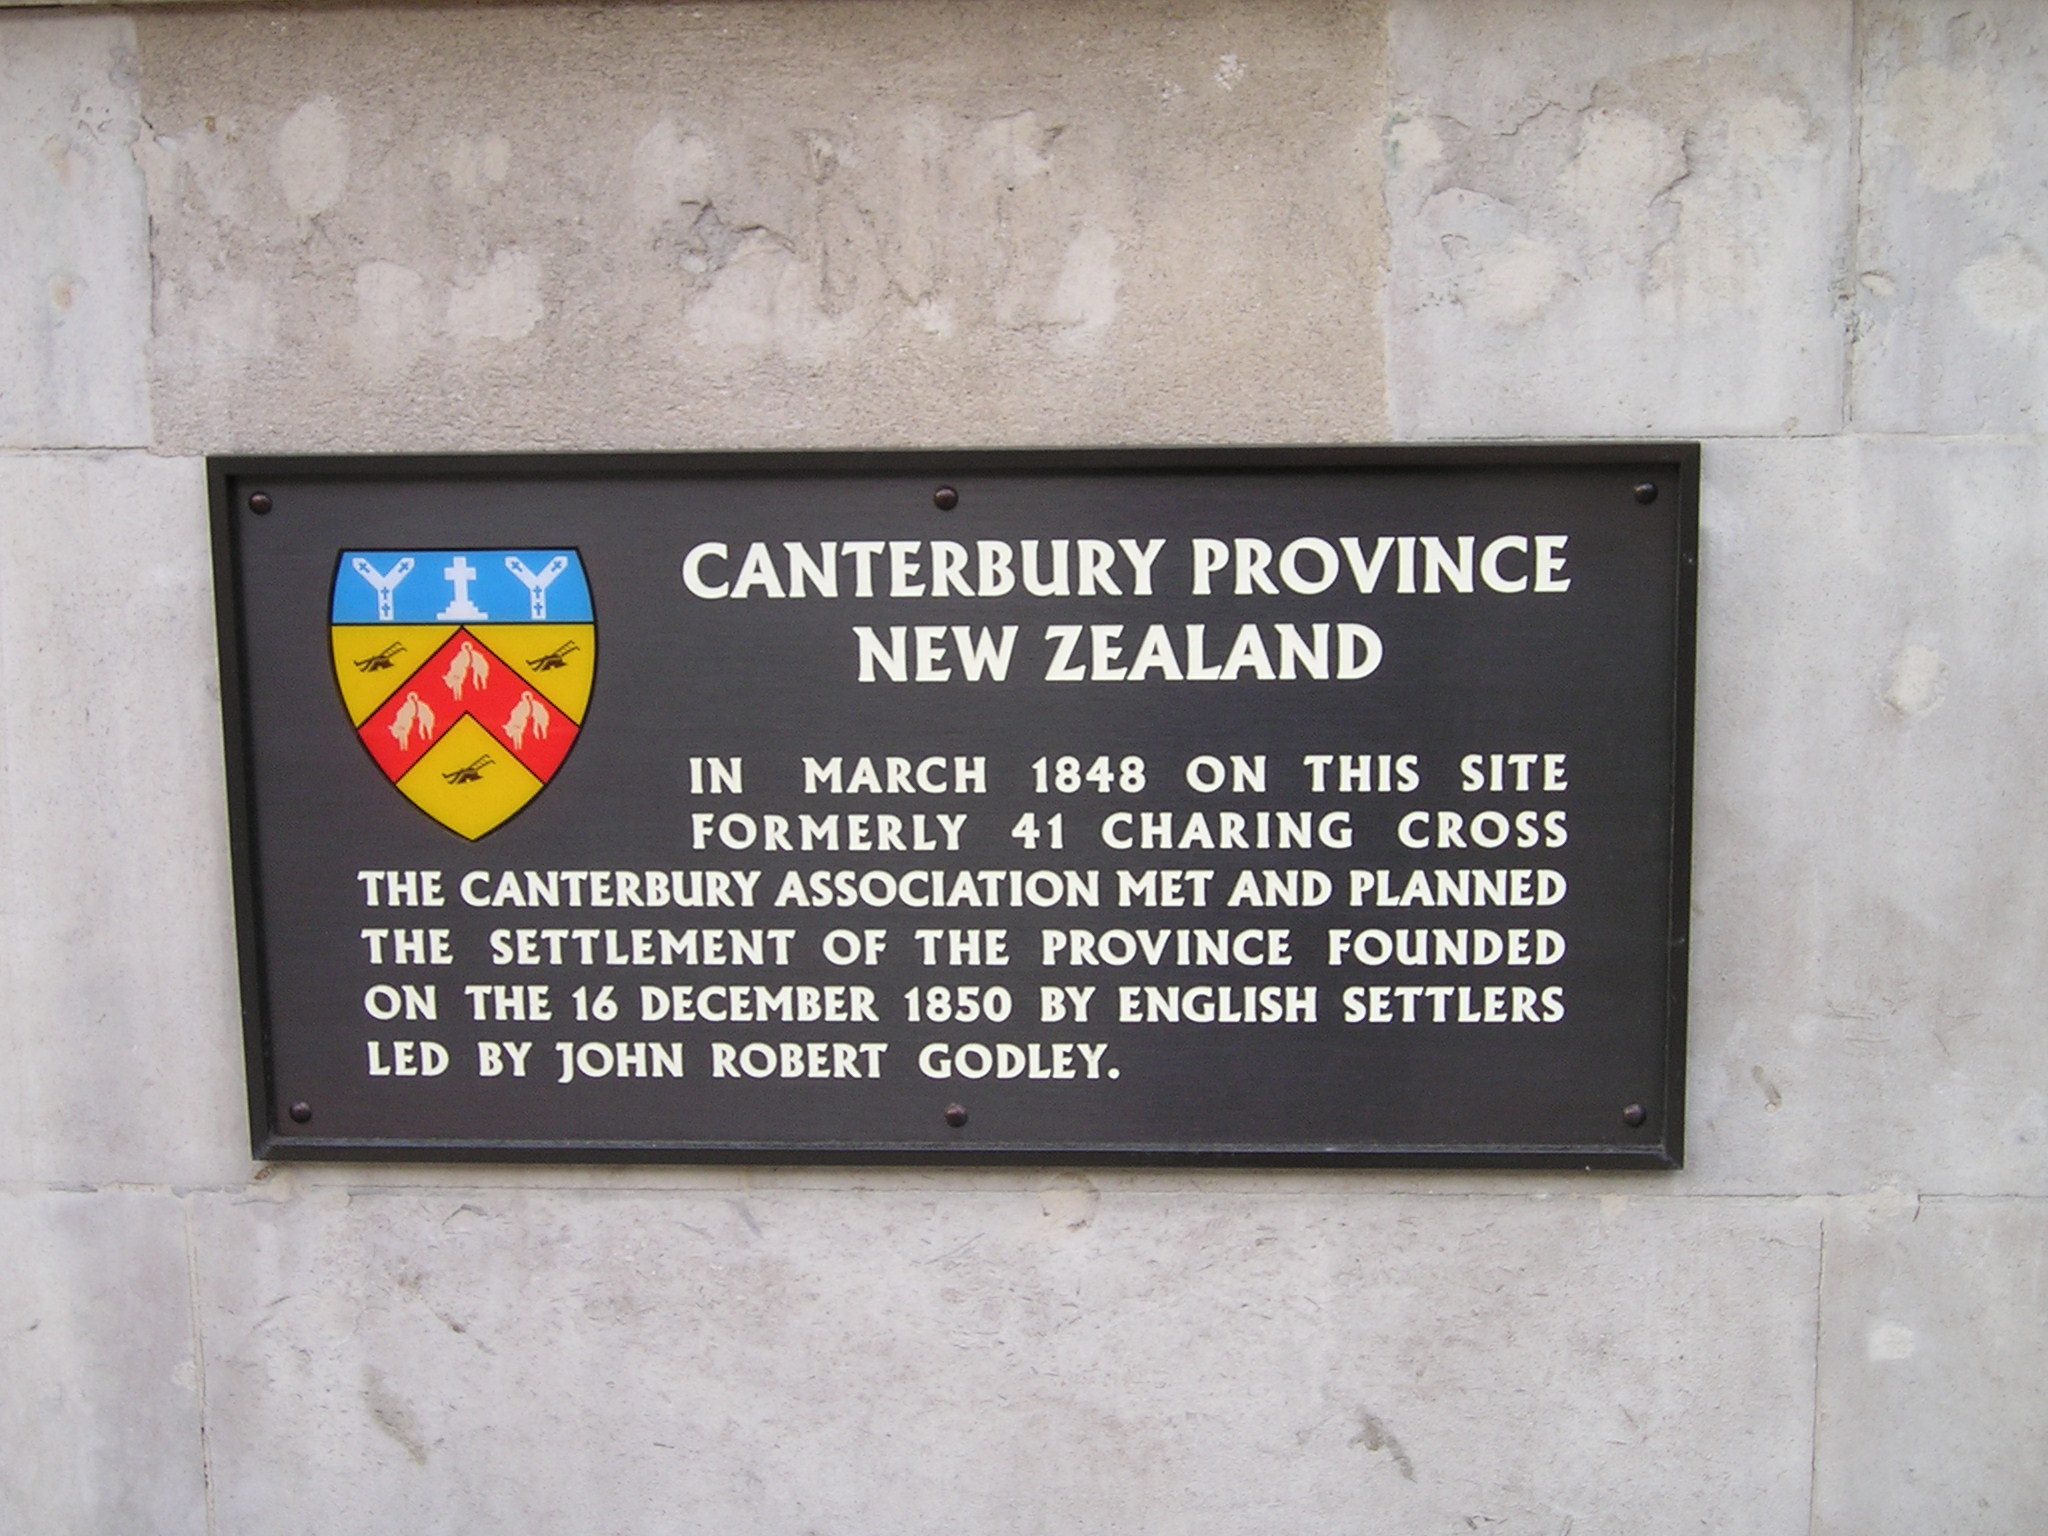 CANTERBURY PROVINCE
NEW ZEALAND
IN MARCH 1848 ON THIS SITE
FORMERLY 41 CHARING CROSS
THE CANTERBURY ASSOCIATION MET AND PLANNED
THE SETTLEMENT OF THE PROVINCE FOUNDED
ON THE 16 DECEMBER 1850 BY ENGLISH SETTLERS
LED BY JOHN ROBERT GODLEY.